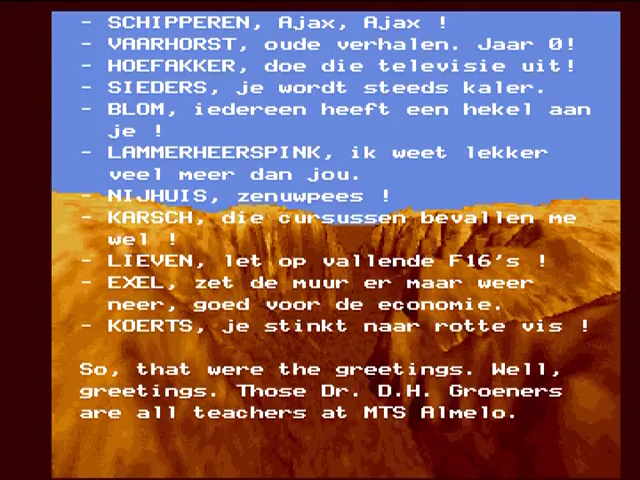 - SCHIPPEREN, Ajax, Ajax !
- VAARHORST, oude verhalen. Jaar 0!
- HOEFAKKER, doe die televisie uit!
- SIEDERS, je wordt steeds kaler.
- BLOM, iedereen heeft een hekel aan
je !
- LAMMERHEERSPINK, ik weet lekker
veel meer dan jou.
- NIJHUIS, zenuwpees !
- KARSCH, die cursussen bevallen me
wel !
- LIEVEN, let op vallende F16's !
- EXEL, zet de muur er maar weer
neer, goed voor de economie.
- KOERTS, je stinkt naar rotte vis !
So, that were the greetings. Well,
greetings. Those Dr. D.H. Groeners
are all teachers at MTS Almelo.